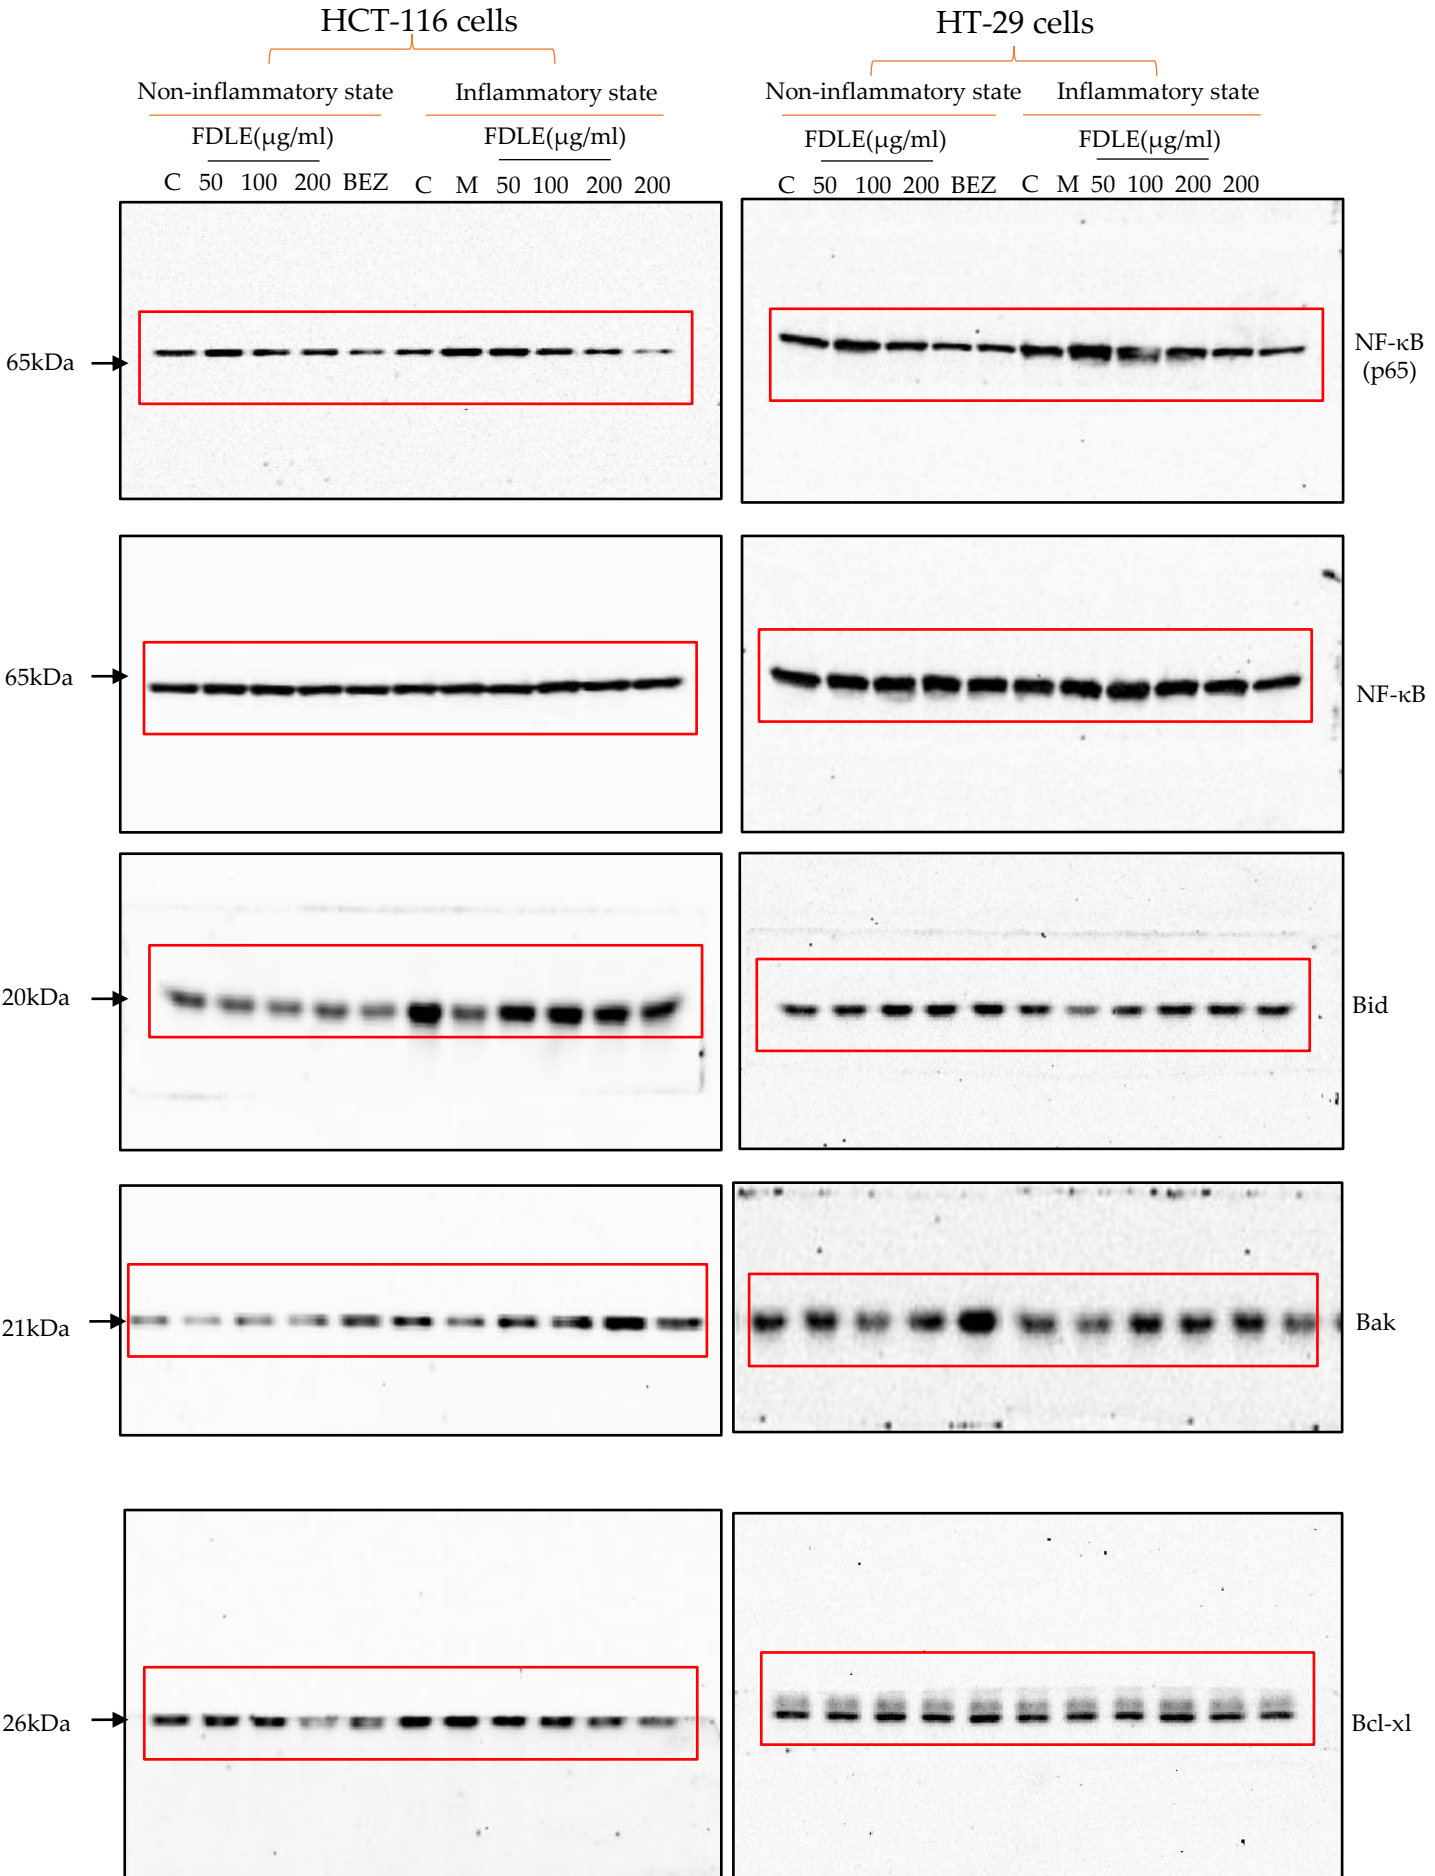 HCT-116 cells
HT-29 cells
Non-inflammatory state
Inflammatory state
Non-inflammatory state
Inflammatory state
FDLE(μg/ml)
FDLE(μg/ml)
FDLE(μg/ml)
FDLE(μg/ml)
C 50 100 200 BEZ C M 50 100 200 200
C 50 100 200 BEZ C M 50 100 200 200
65kDa
NF-κB
(p65)
65kDa
NF-κB
20kDa
Bid
21kDa
Bak
26kDa
Bcl-xl